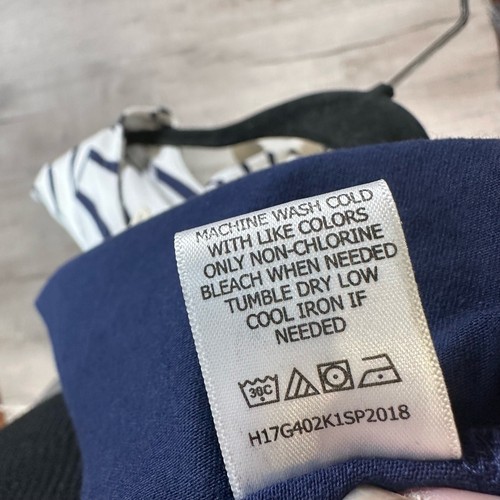 MACHINE WASH COLD
WITH LIKE COLORS
ONLY NON-CHLORINE
BLEACH WHEN NEEDED
TUMBLE DRY LOW
COOL IRON IF
NEEDED
30C
H17G402K1SP2018